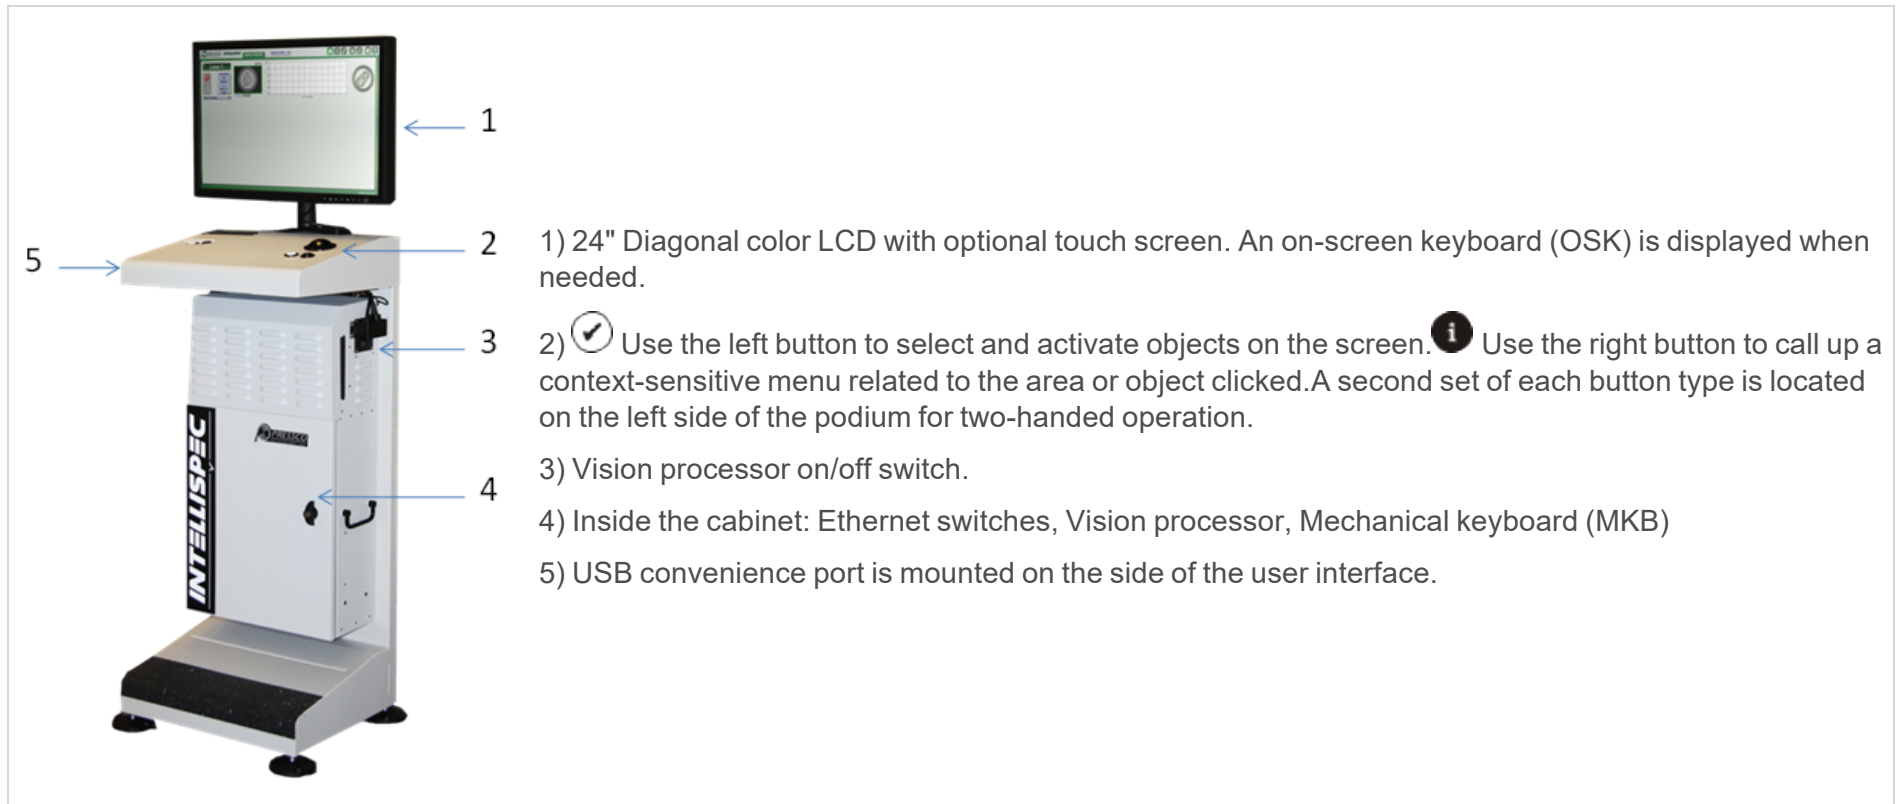 1
2
5
3
4
INTELLISPEC
PRESSCO
1) 24" Diagonal color LCD with optional touch screen. An on-screen keyboard (OSK) is displayed when
needed.
2) Use the left button to select and activate objects on the screen. i Use the right button to call up a
context-sensitive menu related to the area or object clicked.A second set of each button type is located
on the left side of the podium for two-handed operation.
3) Vision processor on/off switch.
4) Inside the cabinet: Ethernet switches, Vision processor, Mechanical keyboard (MKB)
5) USB convenience port is mounted on the side of the user interface.